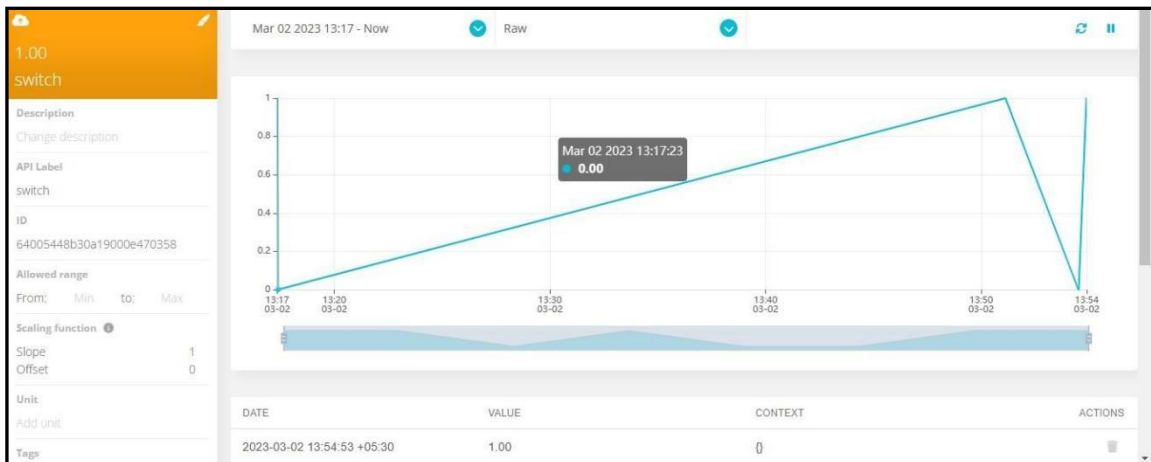 1.00
switch
Description
Change description
API Label
switch
ID
64005448b30a19000e470358
Allowed range
From: Min to: Max
Scaling function
Slope 1
Offset 0
Unit
Add unit
Tags
Mar 02 2023 13:17 - Now Raw
1
0.8
0.6
0.4
0.2
0
Mar 02 2023 13:17:23
0.00
13:17 13:20 13:30 13:40 13:50 13:54
03-02 03-02 03-02 03-02 03-02 03-02
DATE VALUE CONTEXT ACTIONS
2023-03-02 13:54:53 +05:30 1.00 {}